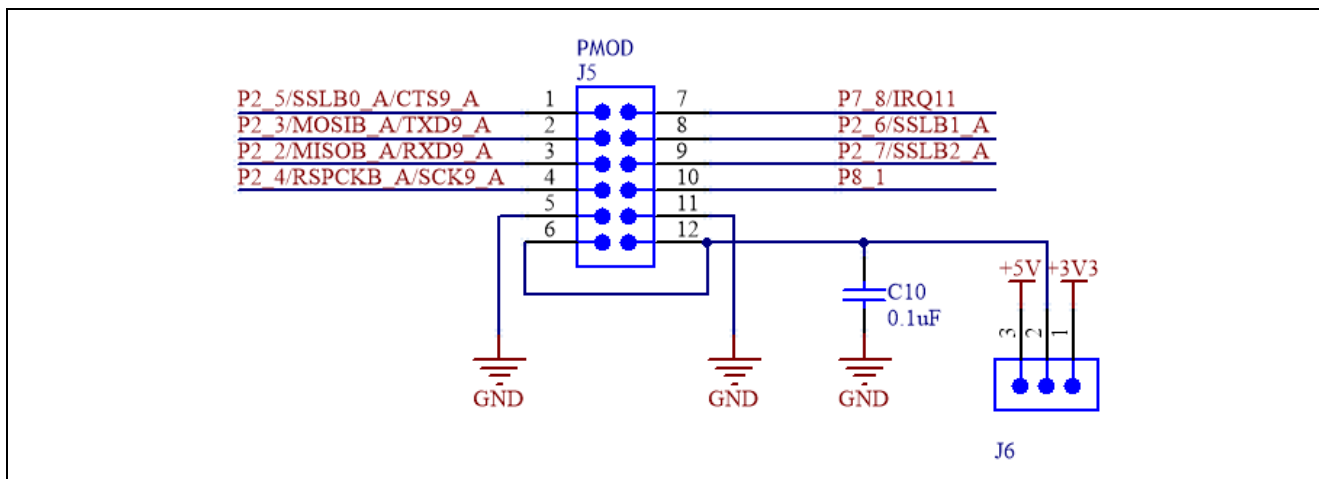 PMOD
J5
P2_5/SSLB0_A/CTS9_A 1 7 P7_8/IRQ11
P2_3/MOSIB_A/TXD9_A 2 8 P2_6/SSLB1_A
P2_2/MISOB_A/RXD9_A 3 9 P2_7/SSLB2_A
P2_4/RSPCKB_A/SCK9_A 4 10 P8_1
5 11
6 12
+5V +3V3
C10
0.1uF
3 2 1
GND GND GND
J6